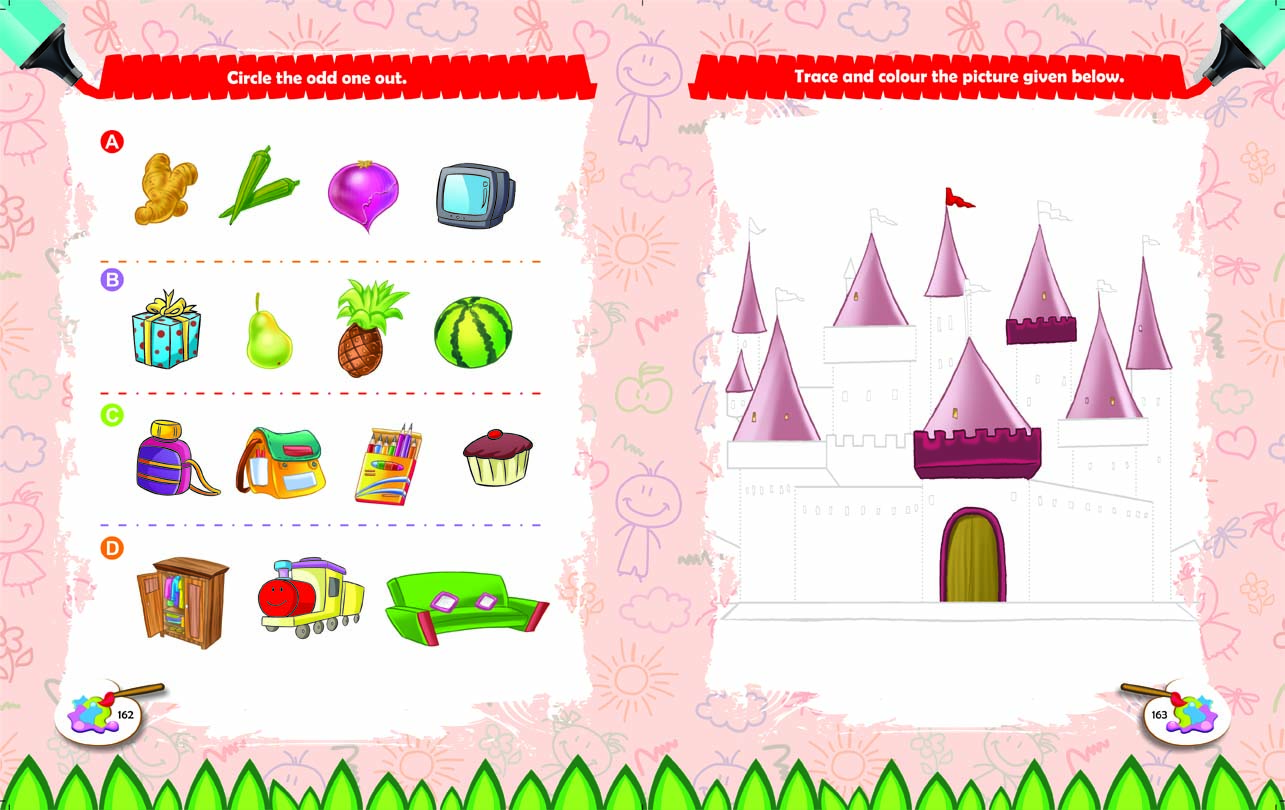 Circle the odd one out.
A
B
C
D
162
Trace and colour the picture given below.
163